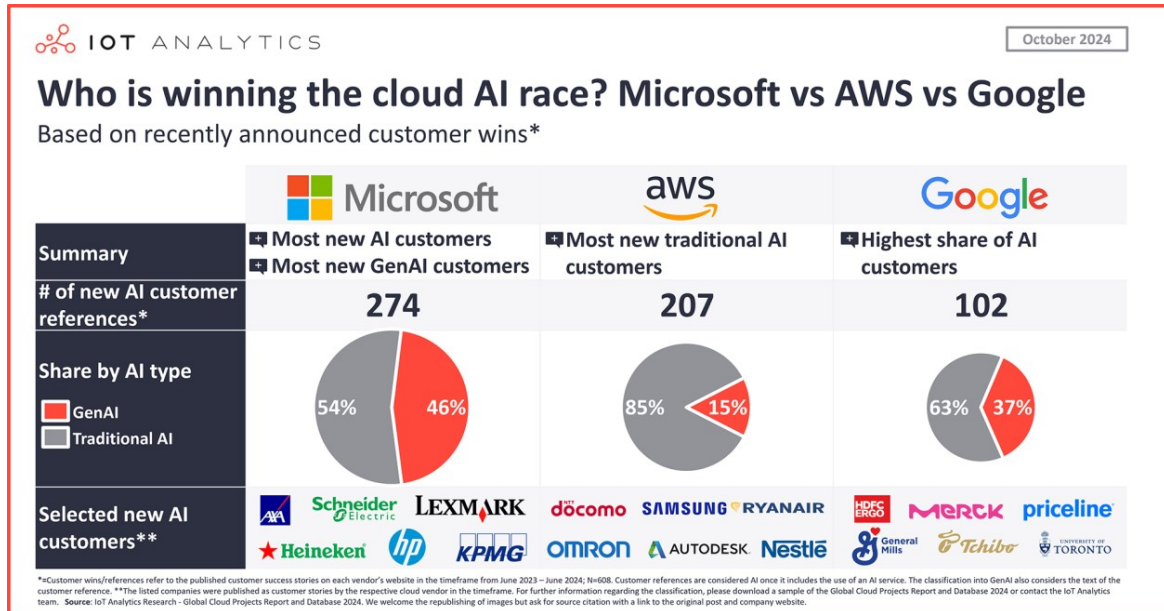 IOT ANALYTICS
October 2024
Who is winning the cloud AI race? Microsoft vs AWS vs Google
Based on recently announced customer wins*
Microsoft
aws
Google
Summary
Most new AI customers
Most new GenAI customers
Most new traditional AI
customers
Highest share of AI
customers
# of new AI customer
references*
274
207
102
Share by AI type
GenAI
Traditional AI
54%
46%
85%
15%
63%
37%
Selected new AI
customers**
AXA
Schneider
Electric
LEXMARK
Heineken
hp
KPMG
NTT
döcomo
SAMSUNG
RYANAIR
OMRON
AUTODESK
Nestlé
HDFC
ERGO
MERCK
priceline
General
Mills
Tchibo
UNIVERSITY OF
TORONTO
*=Customer wins/references refer to the published customer success stories on each vendor's website in the timeframe from June 2023 – June 2024; N=608. Customer references are considered AI once it includes the use of an AI service. The classification into GenAI also considers the text of the
customer reference. **The listed companies were published as customer stories by the respective cloud vendor in the timeframe. For further information regarding the classification, please download a sample of the Global Cloud Projects Report and Database 2024 or contact the IoT Analytics
team. Source: IoT Analytics Research - Global Cloud Projects Report and Database 2024. We welcome the republishing of images but ask for source citation with a link to the original post and company website.